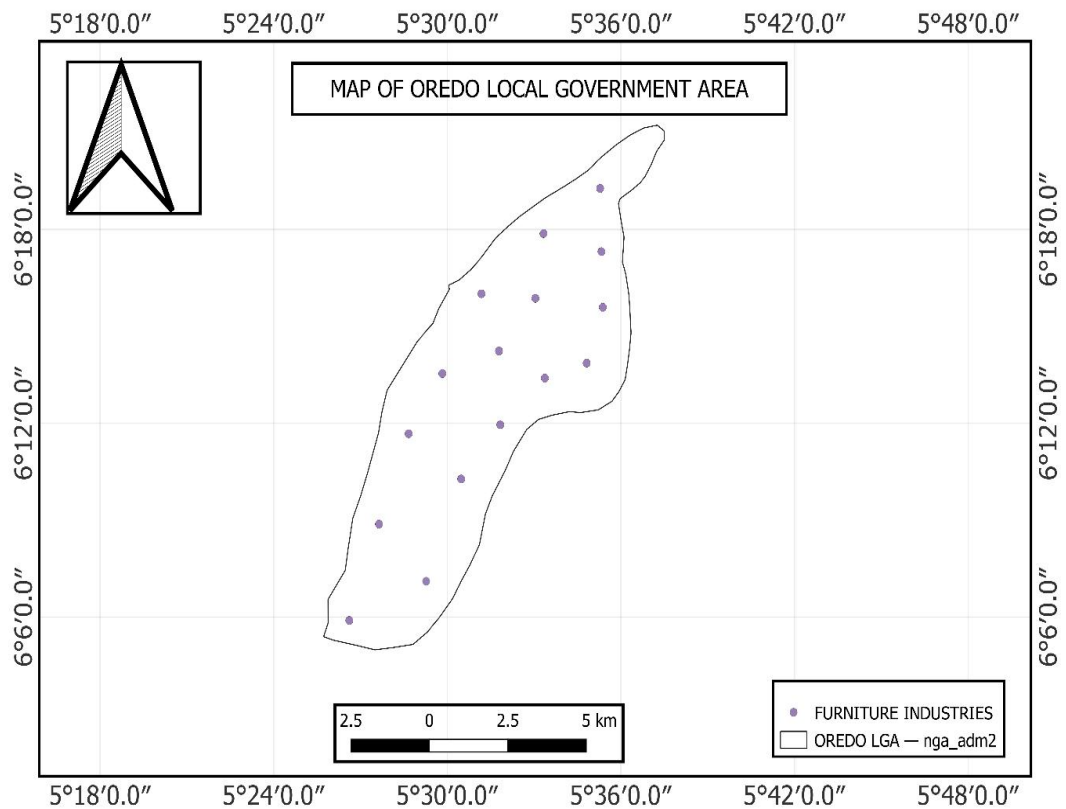 5°18′0.0″ 5°24′0.0″ 5°30′0.0″ 5°36′0.0″ 5°42′0.0″ 5°48′0.0″
MAP OF OREDO LOCAL GOVERNMENT AREA
6°18′0.0″ 6°18′0.0″
6°12′0.0″ 6°12′0.0″
6°6′0.0″ 6°6′0.0″
2.5 0 2.5 5 km
FURNITURE INDUSTRIES
OREDO LGA — nga_adm2
5°18′0.0″ 5°24′0.0″ 5°30′0.0″ 5°36′0.0″ 5°42′0.0″ 5°48′0.0″